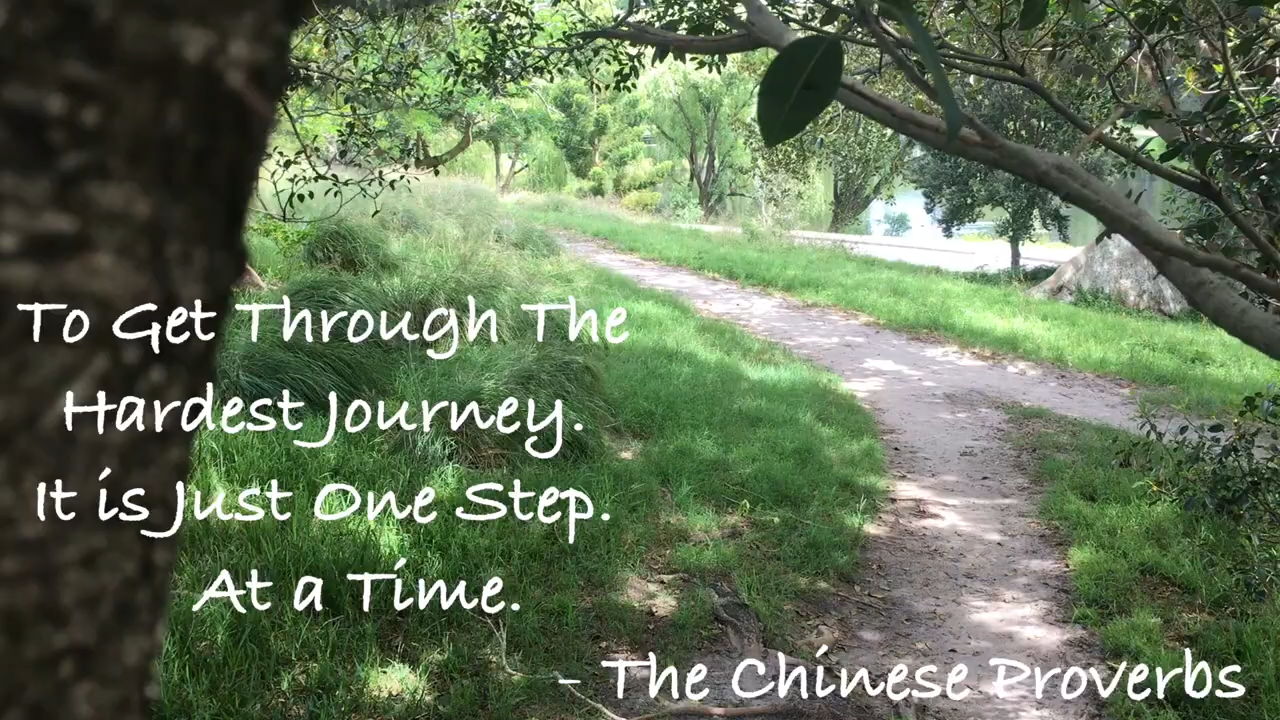 To Get Through The
Hardest Journey.
It is Just One Step.
At a Time.
- The Chinese Proverbs